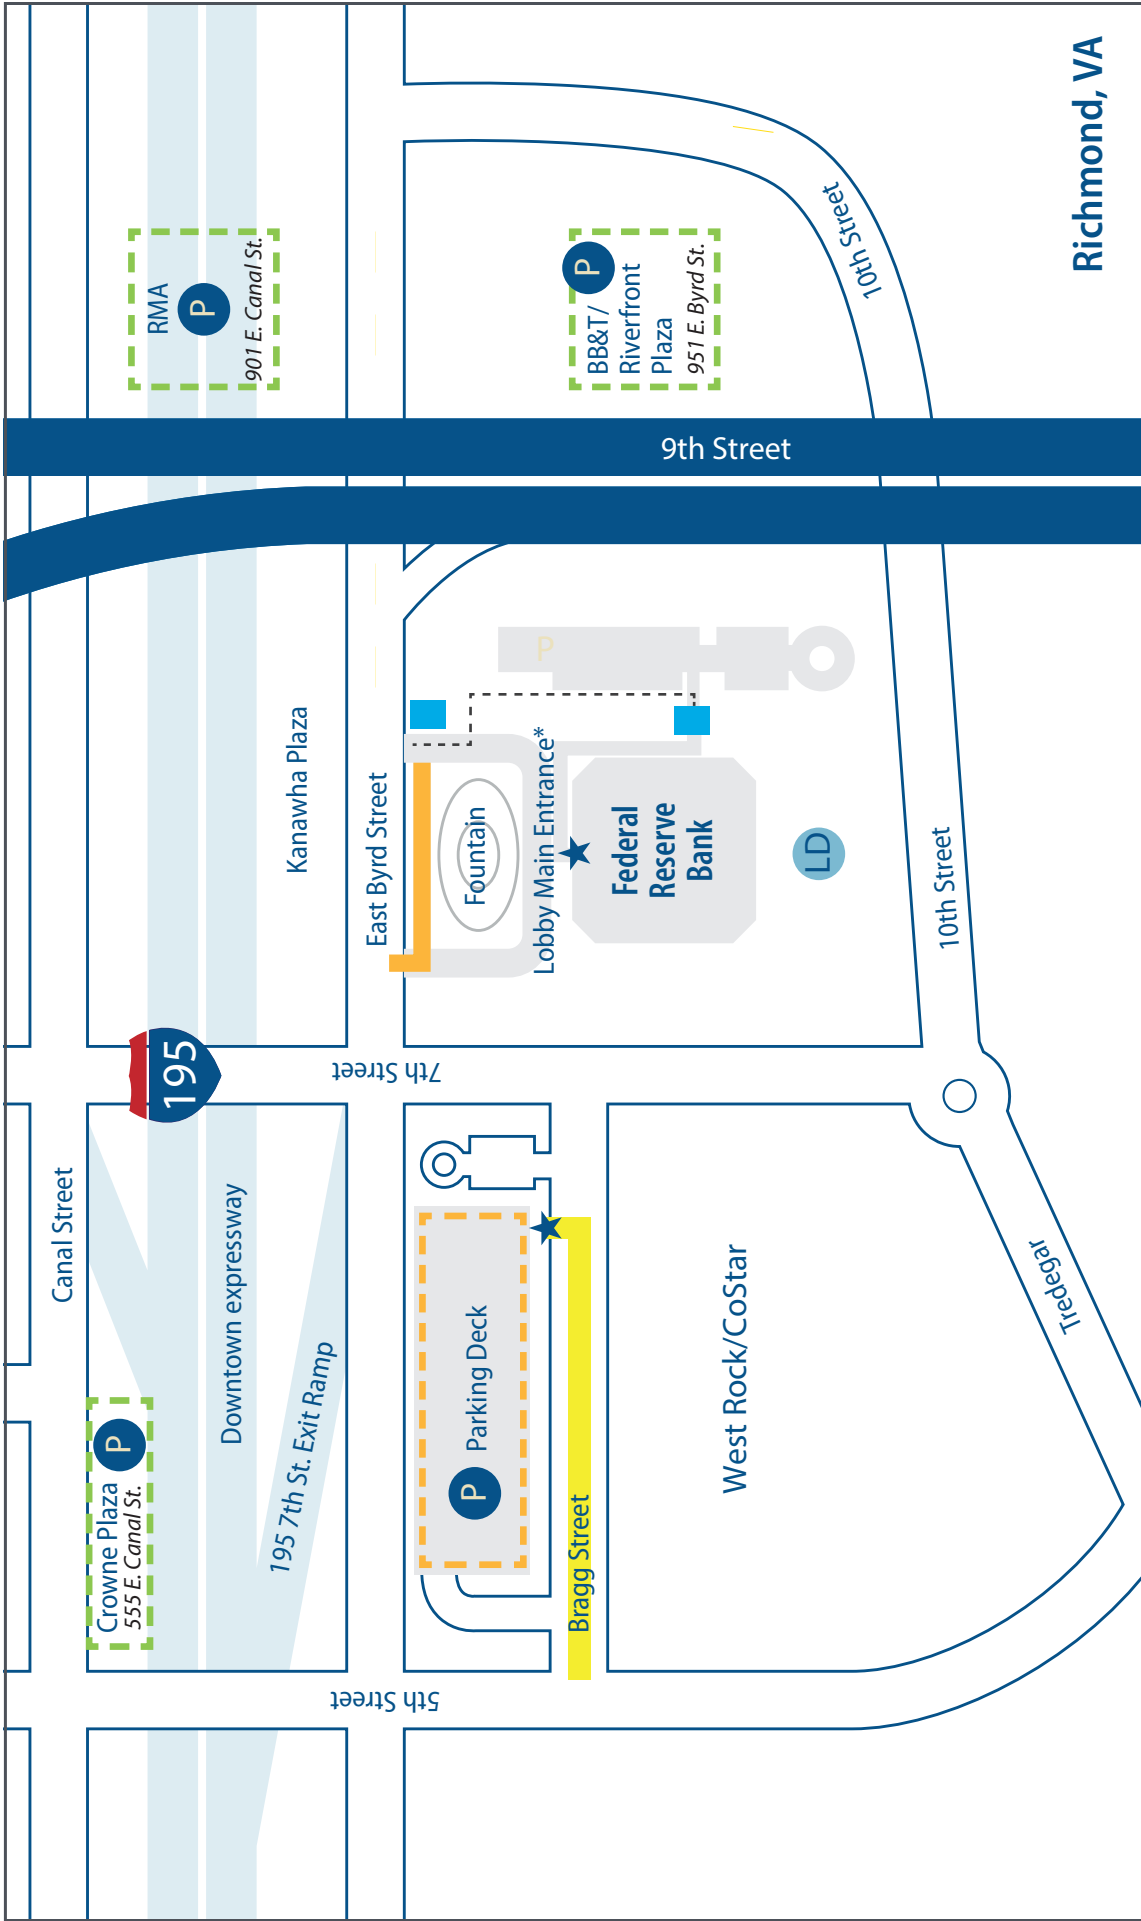 Canal Street
Crowne Plaza
555 E. Canal St.
P
195
RMA
P
901 E. Canal St.
Downtown expressway
195 7th St. Exit Ramp
Kanawha Plaza
5th Street
7th Street
East Byrd Street
P
Parking Deck
Fountain
Lobby Main Entrance*
P
Federal
Reserve
Bank
LD
P
BB&T/
Riverfront
Plaza
951 E. Byrd St.
9th Street
Bragg Street
West Rock/CoStar
10th Street
10th Street
Tredegar
Richmond, VA